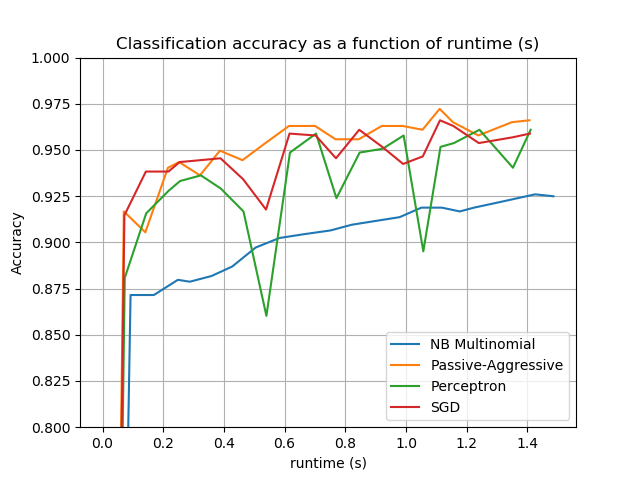 Classification accuracy as a function of runtime (s)
1.000
0.975
0.950
0.925
0.900
0.875
0.850
0.825
0.800
Accuracy
NB Multinomial
Passive-Aggressive
Perceptron
SGD
0.0 0.2 0.4 0.6 0.8 1.0 1.2 1.4
runtime (s)